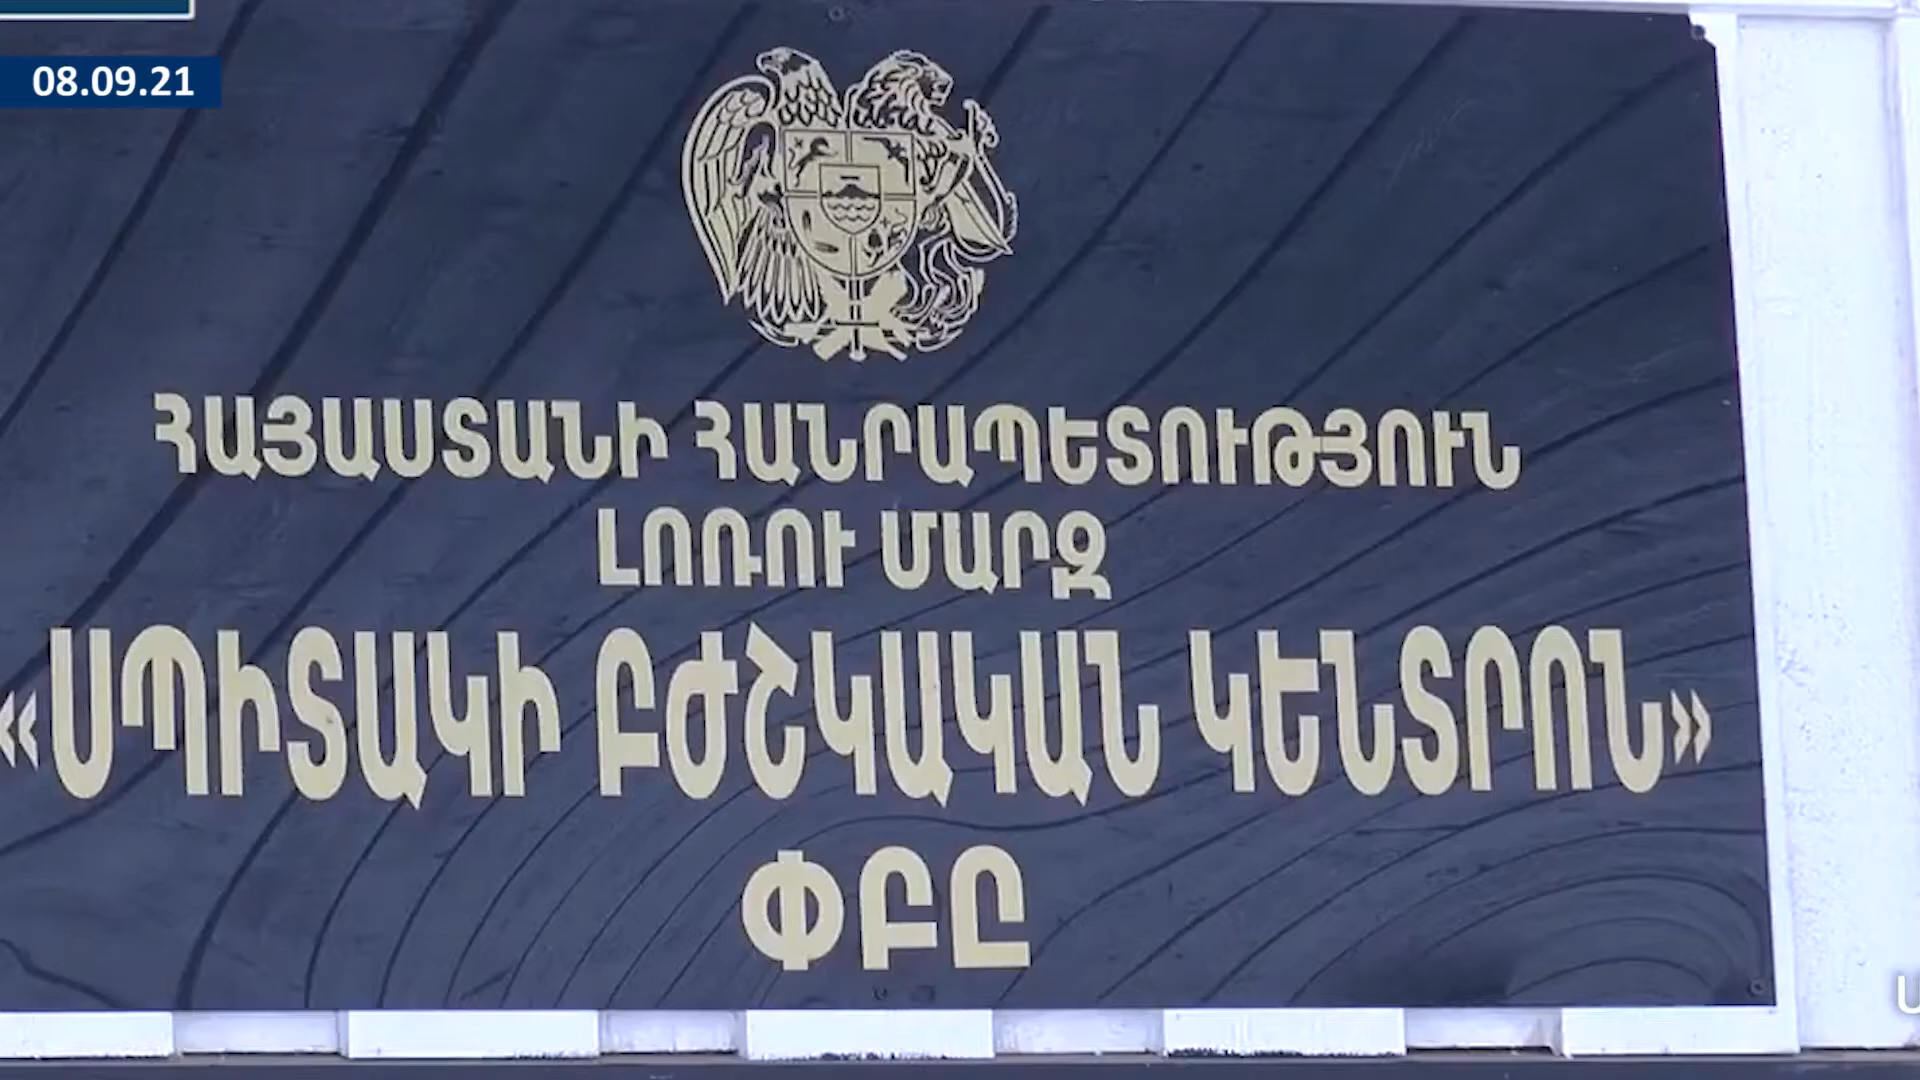 08.09.21
ՀԱՅԱՍՏԱՆԻ ՀԱՆՐԱՊԵՏՈՒԹՅՈՒՆ
ԼՈՌՈՒ ՄԱՐԶ
«ՍՊԻՏԱԿԻ ԲԺՇԿԱԿԱՆ ԿԵՆՏՐՈՆ»
ՓԲԸ